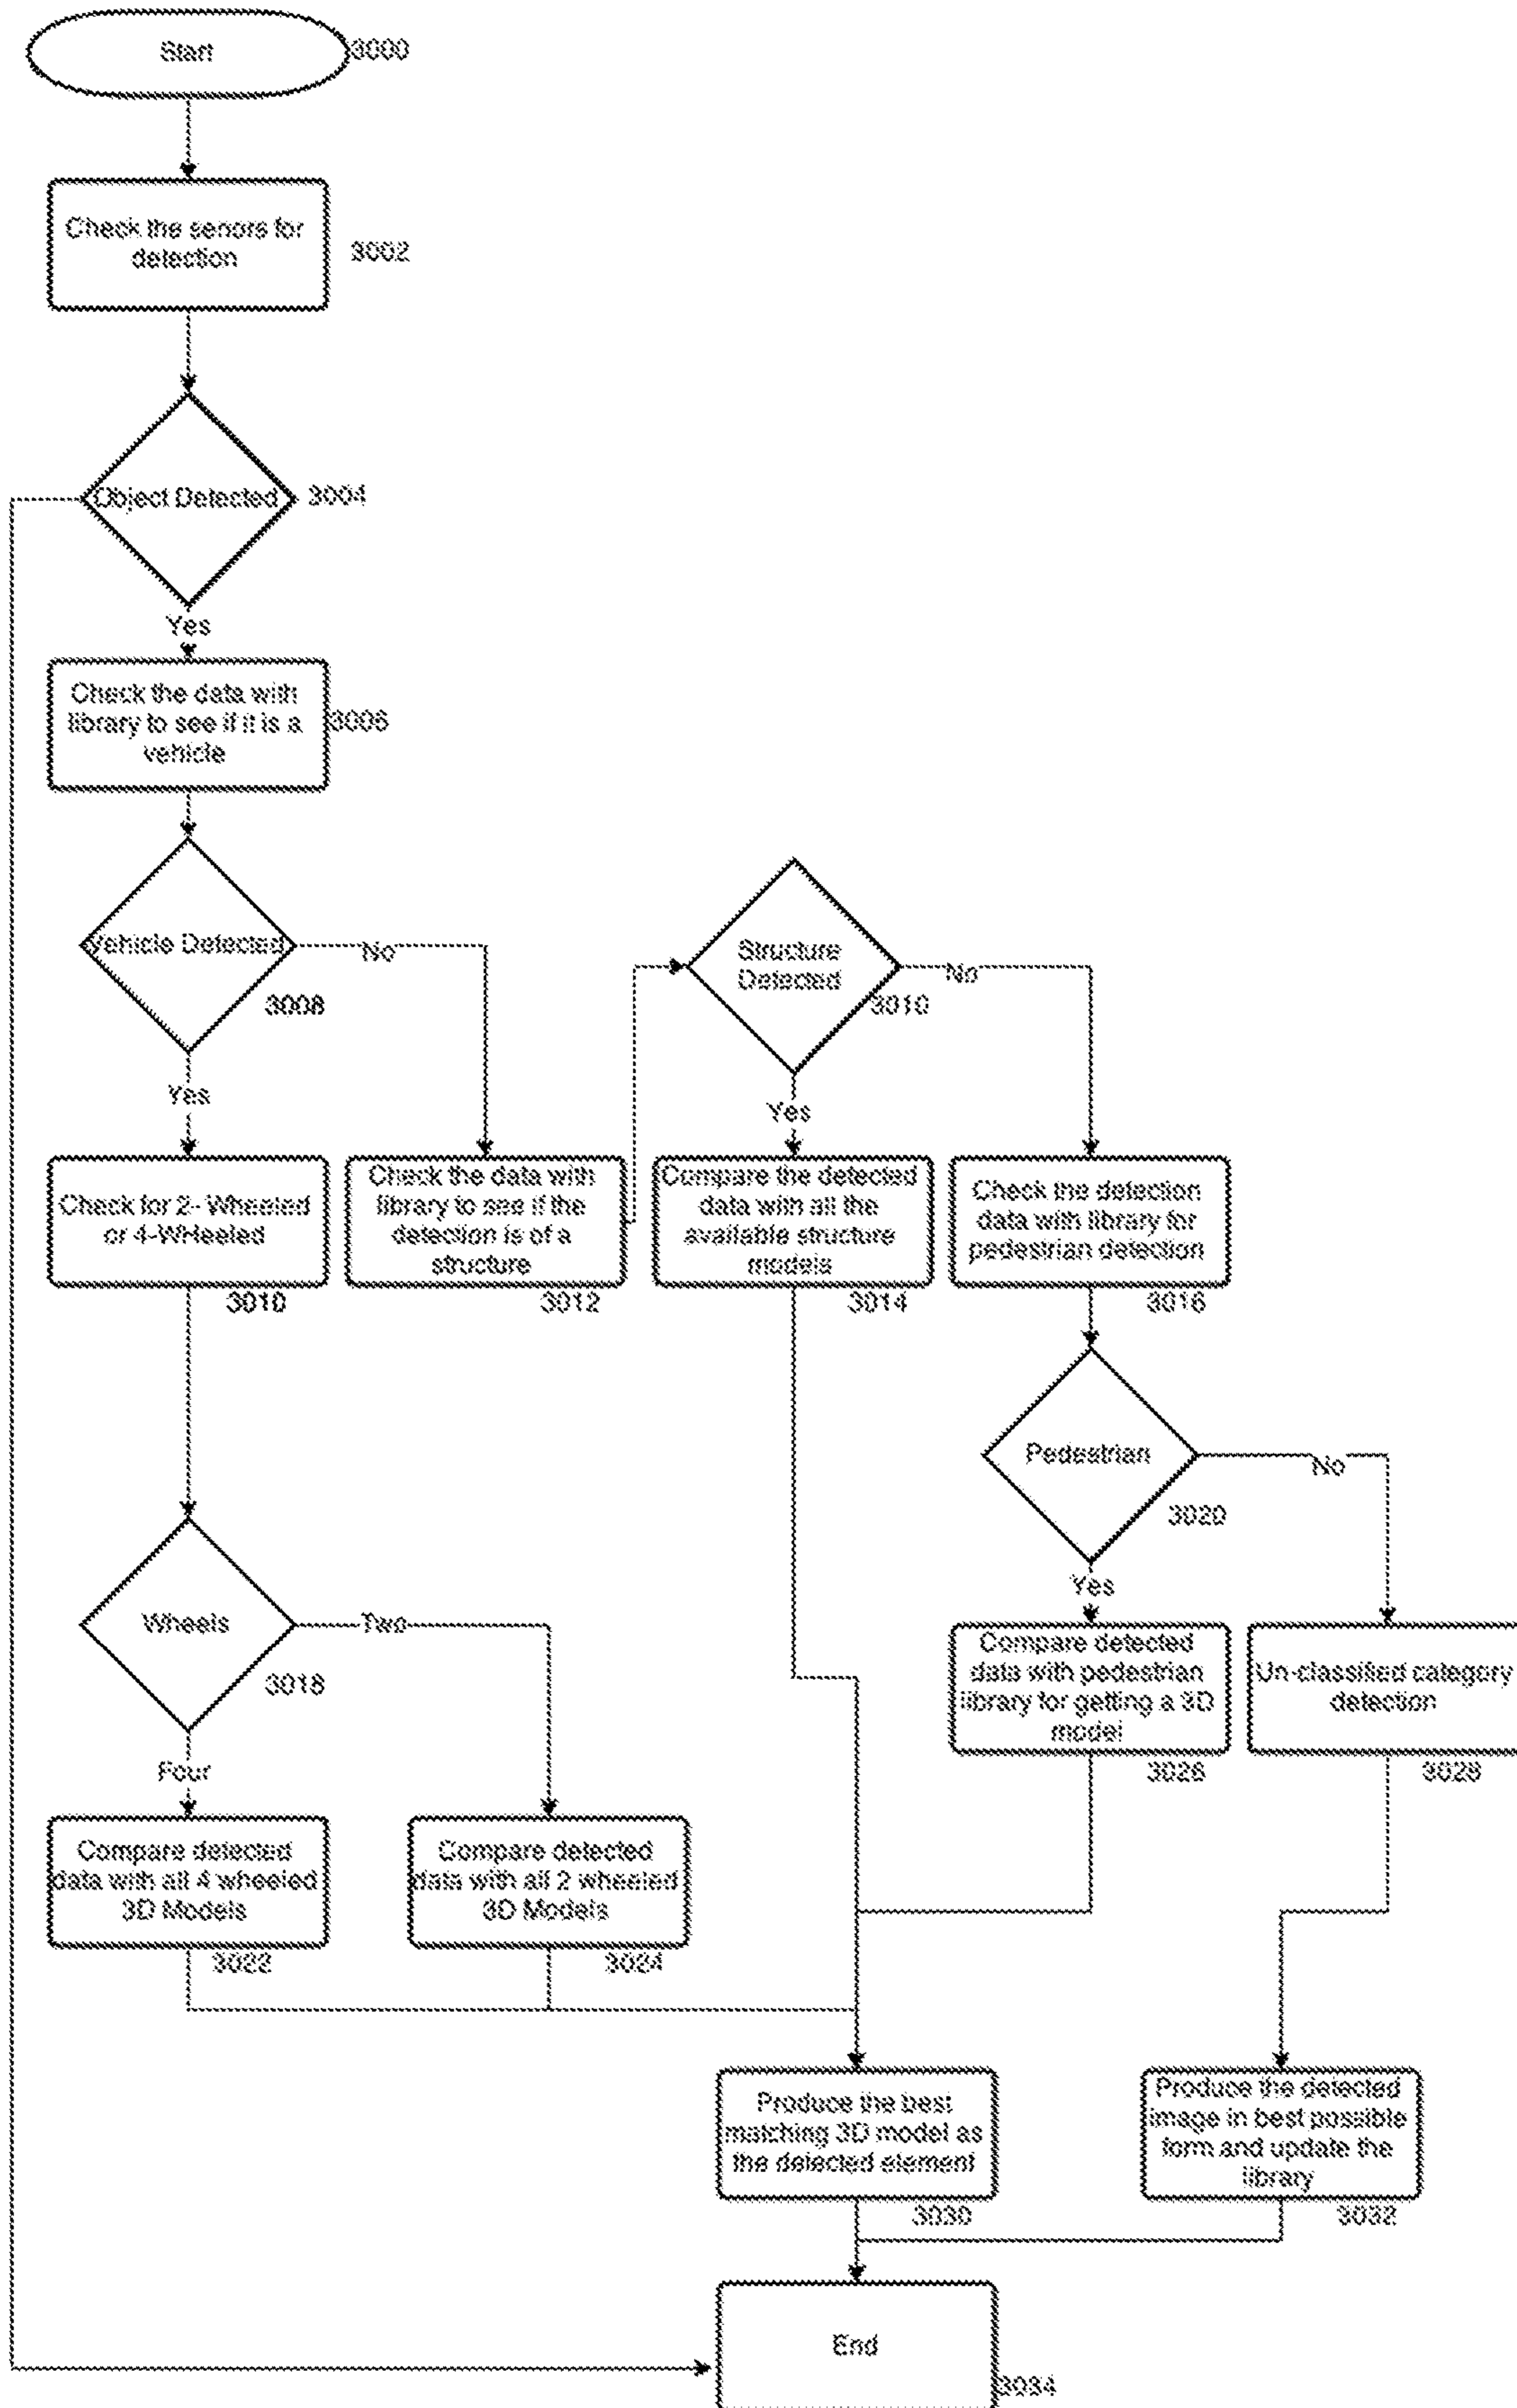 Start
3000
Check the senors for
detection
3002
Object Detected
3004
Yes
Check the data with
library to see if it is a
vehicle
3006
Vehicle Detected
No
3008
Yes
Structure
Detected
No
3010
Yes
Check for 2- Wheeled
or 4-WHeeled
3010
Check the data with
library to see if the
detection is of a
structure
3012
Compare the detected
data with all the
available structure
models
3014
Check the detection
data with library for
pedestrian detection
3016
Pedestrian
No
3020
Yes
Wheels
Two
3018
Four
Compare detected
data with pedestrian
library for getting a 3D
model
3026
Un-classified category
detection
3028
Compare detected
data with all 4 wheeled
3D Models
3022
Compare detected
data with all 2 wheeled
3D Models
3024
Produce the best
matching 3D model as
the detected element
3030
Produce the detected
image in best possible
form and update the
library
3032
End
3034